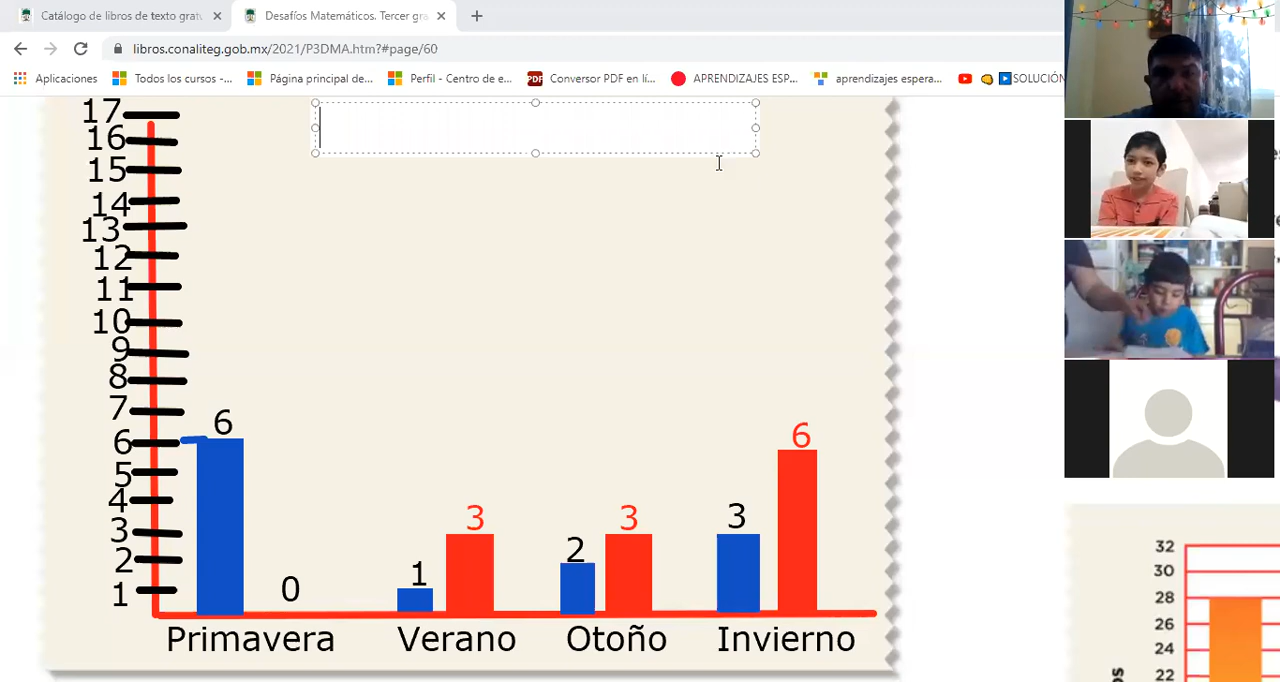 Catálogo de libros de texto gratu
Desafíos Matemáticos. Tercer gra
libros.conaliteg.gob.mx/2021/P3DMA.htm?#page/60
Aplicaciones
Todos los cursos -...
Página principal de...
Perfil - Centro de e...
PDF
Conversor PDF en lí...
APRENDIZAJES ESP...
aprendizajes espera...
SOLUCIÓN
17
16
15
14
13
12
11
10
9
8
7
6
5
4
3
2
1
6
0
1
3
2
3
3
6
Primavera
Verano
Otoño
Invierno
32
30
28
26
24
22
os